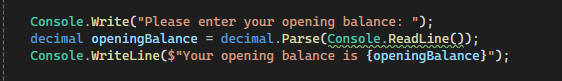 Console.Write("Please enter your opening balance: ");
decimal openingBalance = decimal.Parse(Console.ReadLine());
Console.WriteLine($"Your opening balance is {openingBalance}");